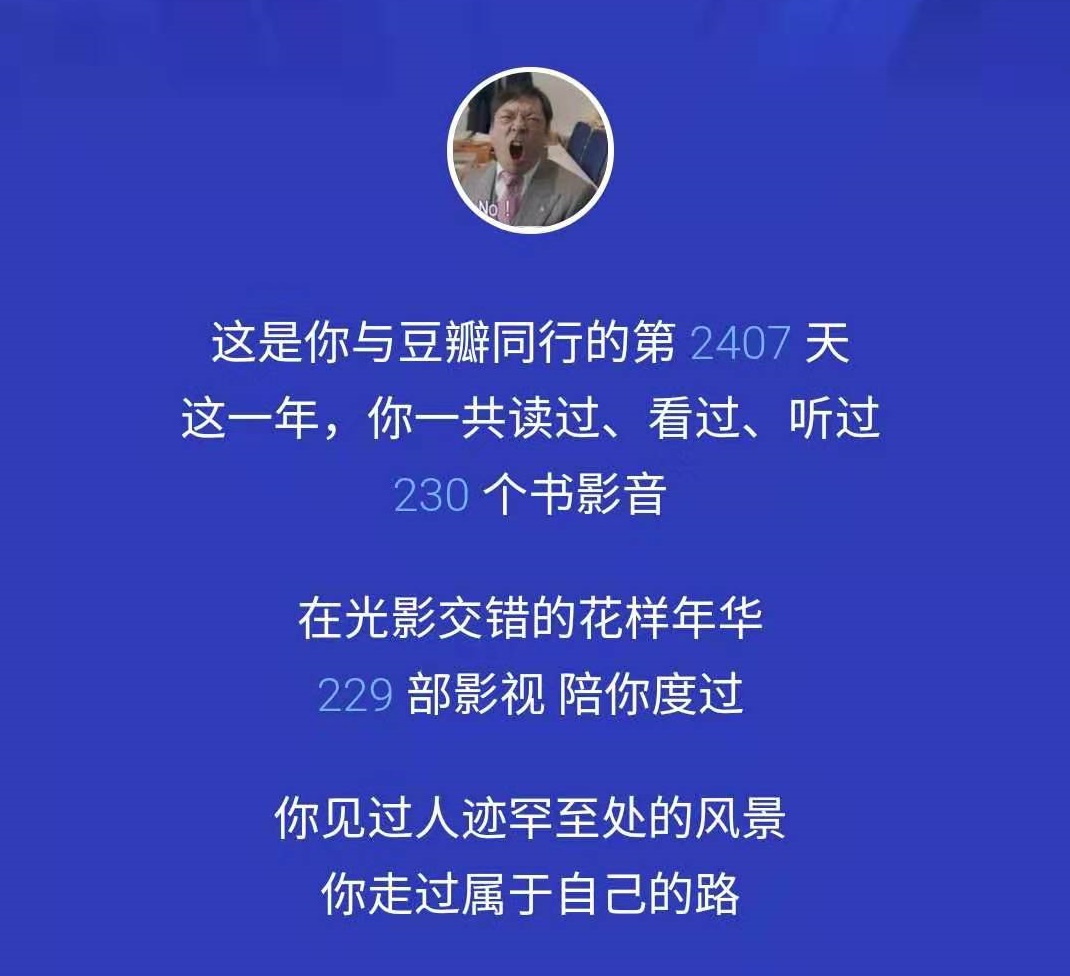 No !
这是你与豆瓣同行的第 2407 天
这一年，你一共读过、看过、听过
230 个书影音
在光影交错的花样年华
229 部影视 陪你度过
你见过人迹罕至处的风景
你走过属于自己的路